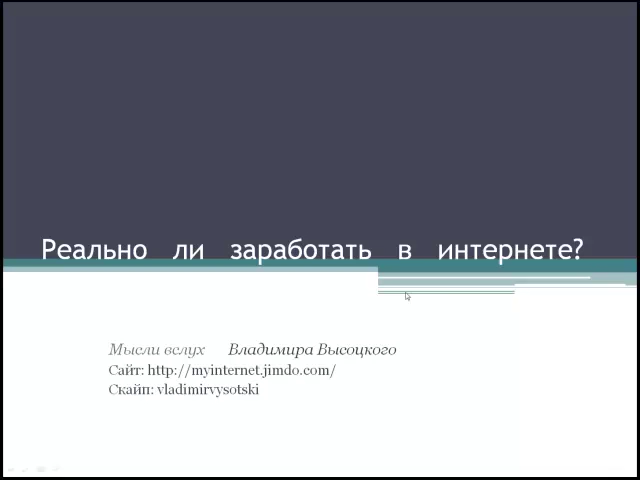 Реально ли заработать в интернете?
Мысли вслух Владимира Высоцкого
Сайт: http://myinternet.jimdo.com/
Скайп: vladimirvysotski